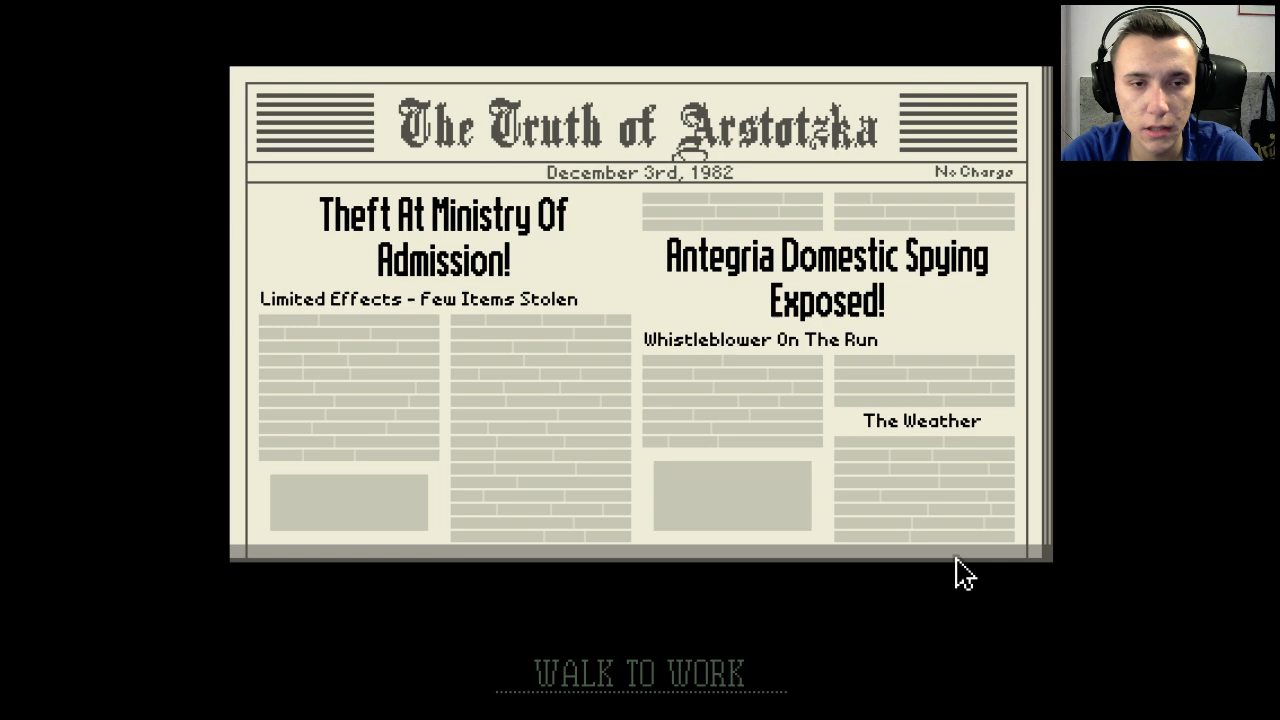 The Truth of Arstotzka
December 3rd, 1982
No Charge
Theft At Ministry Of
Admission!
Limited Effects - Few Items Stolen
Antegria Domestic Spying
Exposed!
Whistleblower On The Run
The Weather
WALK TO WORK